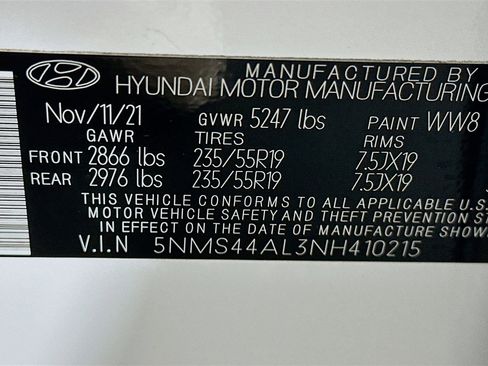 MANUFACTURED BY
HYUNDAI MOTOR MANUFACTURING
Nov/11/21 GVWR 5247 lbs PAINT WW8
GAWR TIRES RIMS
FRONT 2866 lbs 235/55R19 7.5JX19
REAR 2976 lbs 235/55R19 7.5JX19
THIS VEHICLE CONFORMS TO ALL APPLICABLE U.S.
MOTOR VEHICLE SAFETY AND THEFT PREVENTION ST
IN EFFECT ON THE DATE OF MANUFACTURE SHOW
V.I.N 5NMS44AL3NH410215